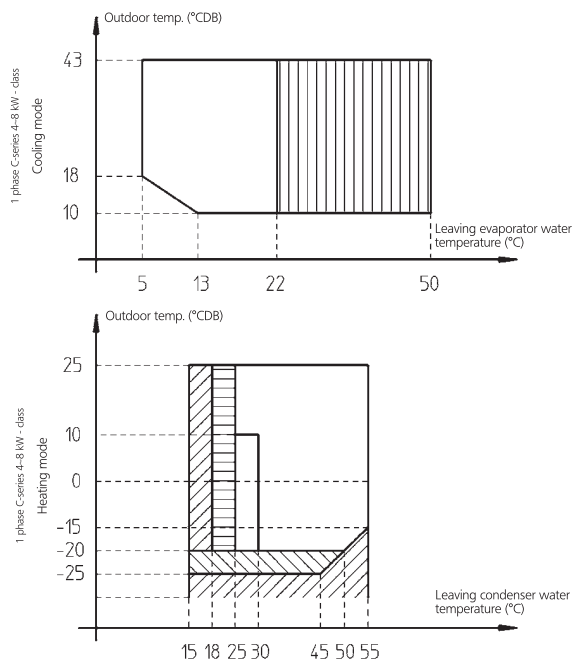 Outdoor temp. (°CDB)
1 phase C-series 4–8 kW - class
Cooling mode
43
18
10
Leaving evaporator water
temperature (°C)
5 13 22 50
Outdoor temp. (°CDB)
1 phase C-series 4–8 kW - class
Heating mode
25
10
0
-15
-20
-25
Leaving condenser water
temperature (°C)
15 18 25 30 45 50 55